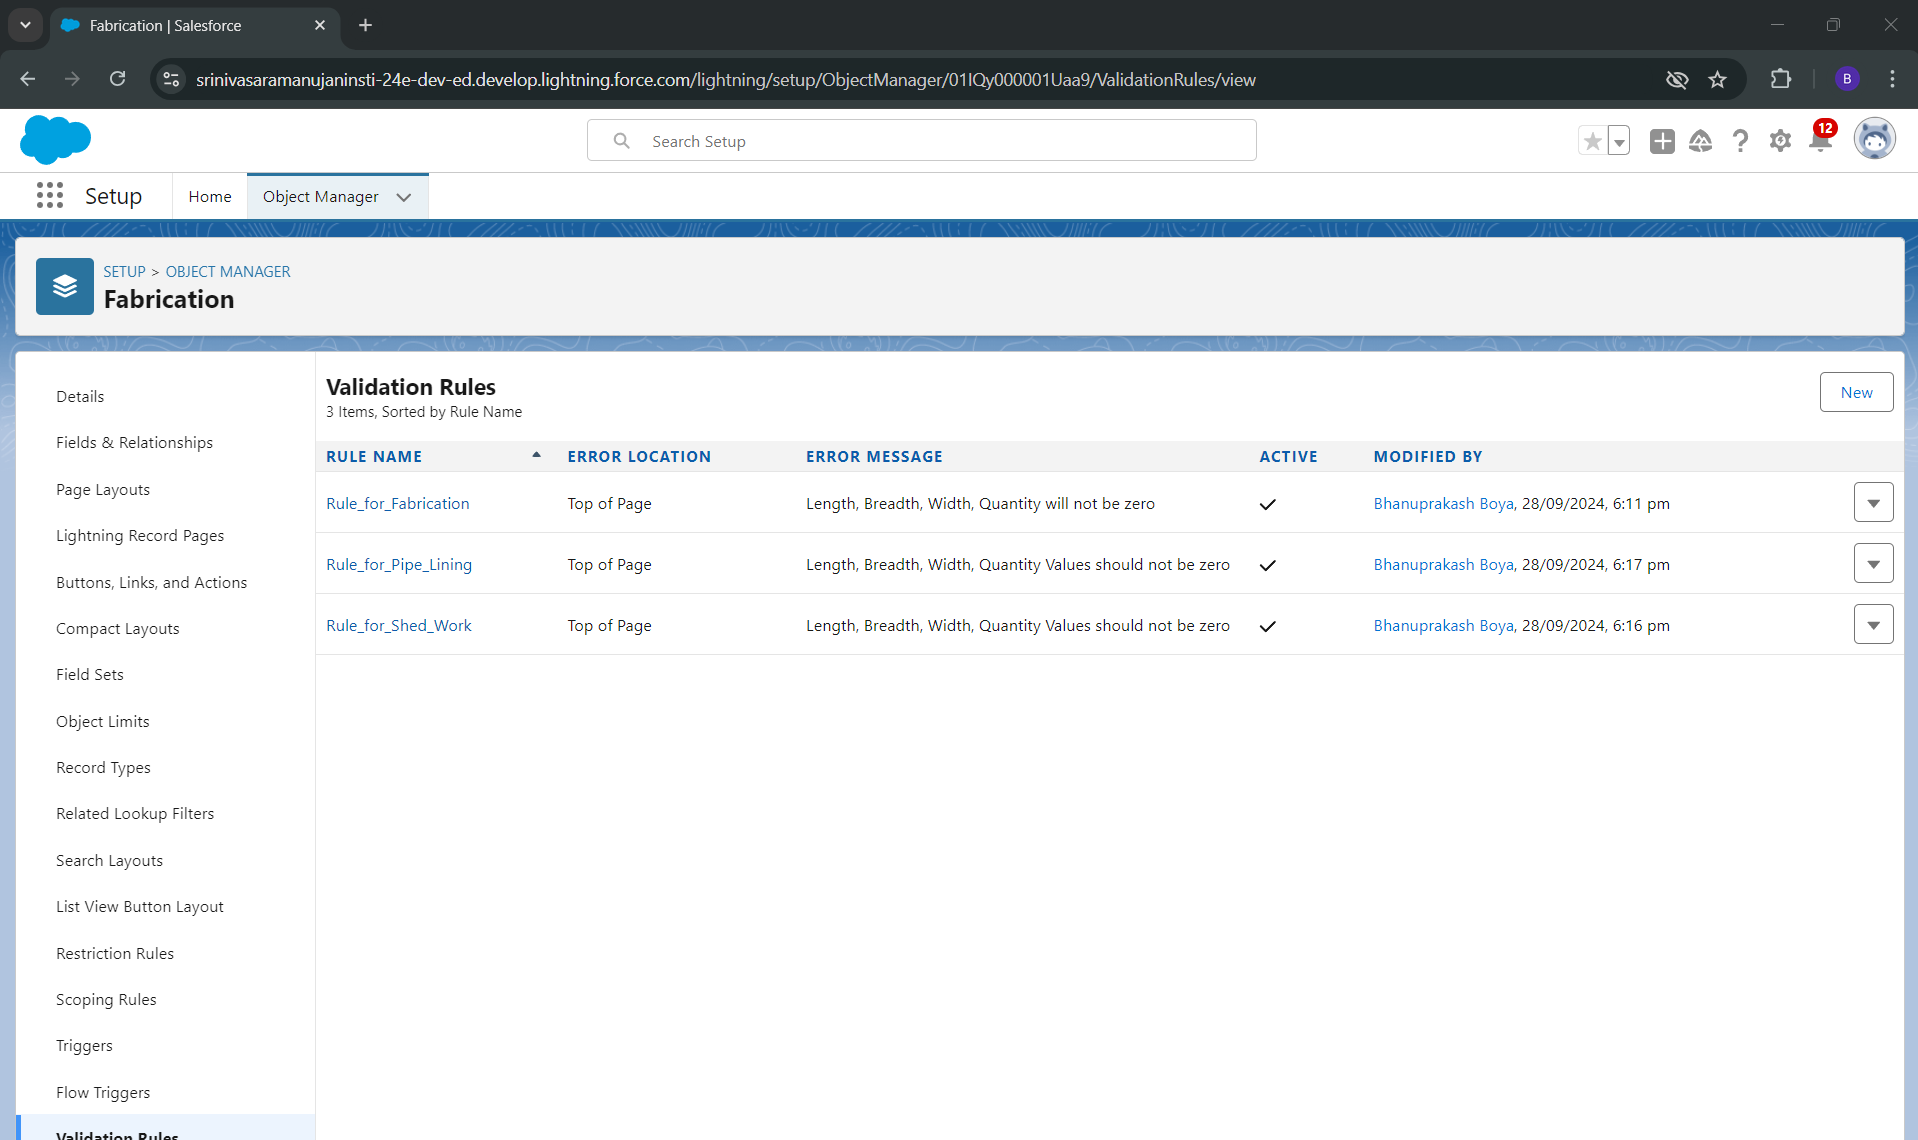 Fabrication | Salesforce
srinivasaramanujaninsti-24e-dev-ed.develop.lightning.force.com/lightning/setup/ObjectManager/01IQy000001Uaa9/ValidationRules/view
B
Search Setup
12
Setup
Home
Object Manager
SETUP > OBJECT MANAGER
Fabrication
Details
Fields & Relationships
Page Layouts
Lightning Record Pages
Buttons, Links, and Actions
Compact Layouts
Field Sets
Object Limits
Record Types
Related Lookup Filters
Search Layouts
List View Button Layout
Restriction Rules
Scoping Rules
Triggers
Flow Triggers
Validation Rules
Validation Rules
3 Items, Sorted by Rule Name
New
RULE NAME ERROR LOCATION ERROR MESSAGE ACTIVE MODIFIED BY
Rule_for_Fabrication Top of Page Length, Breadth, Width, Quantity will not be zero Bhanuprakash Boya, 28/09/2024, 6:11 pm
Rule_for_Pipe_Lining Top of Page Length, Breadth, Width, Quantity Values should not be zero Bhanuprakash Boya, 28/09/2024, 6:17 pm
Rule_for_Shed_Work Top of Page Length, Breadth, Width, Quantity Values should not be zero Bhanuprakash Boya, 28/09/2024, 6:16 pm